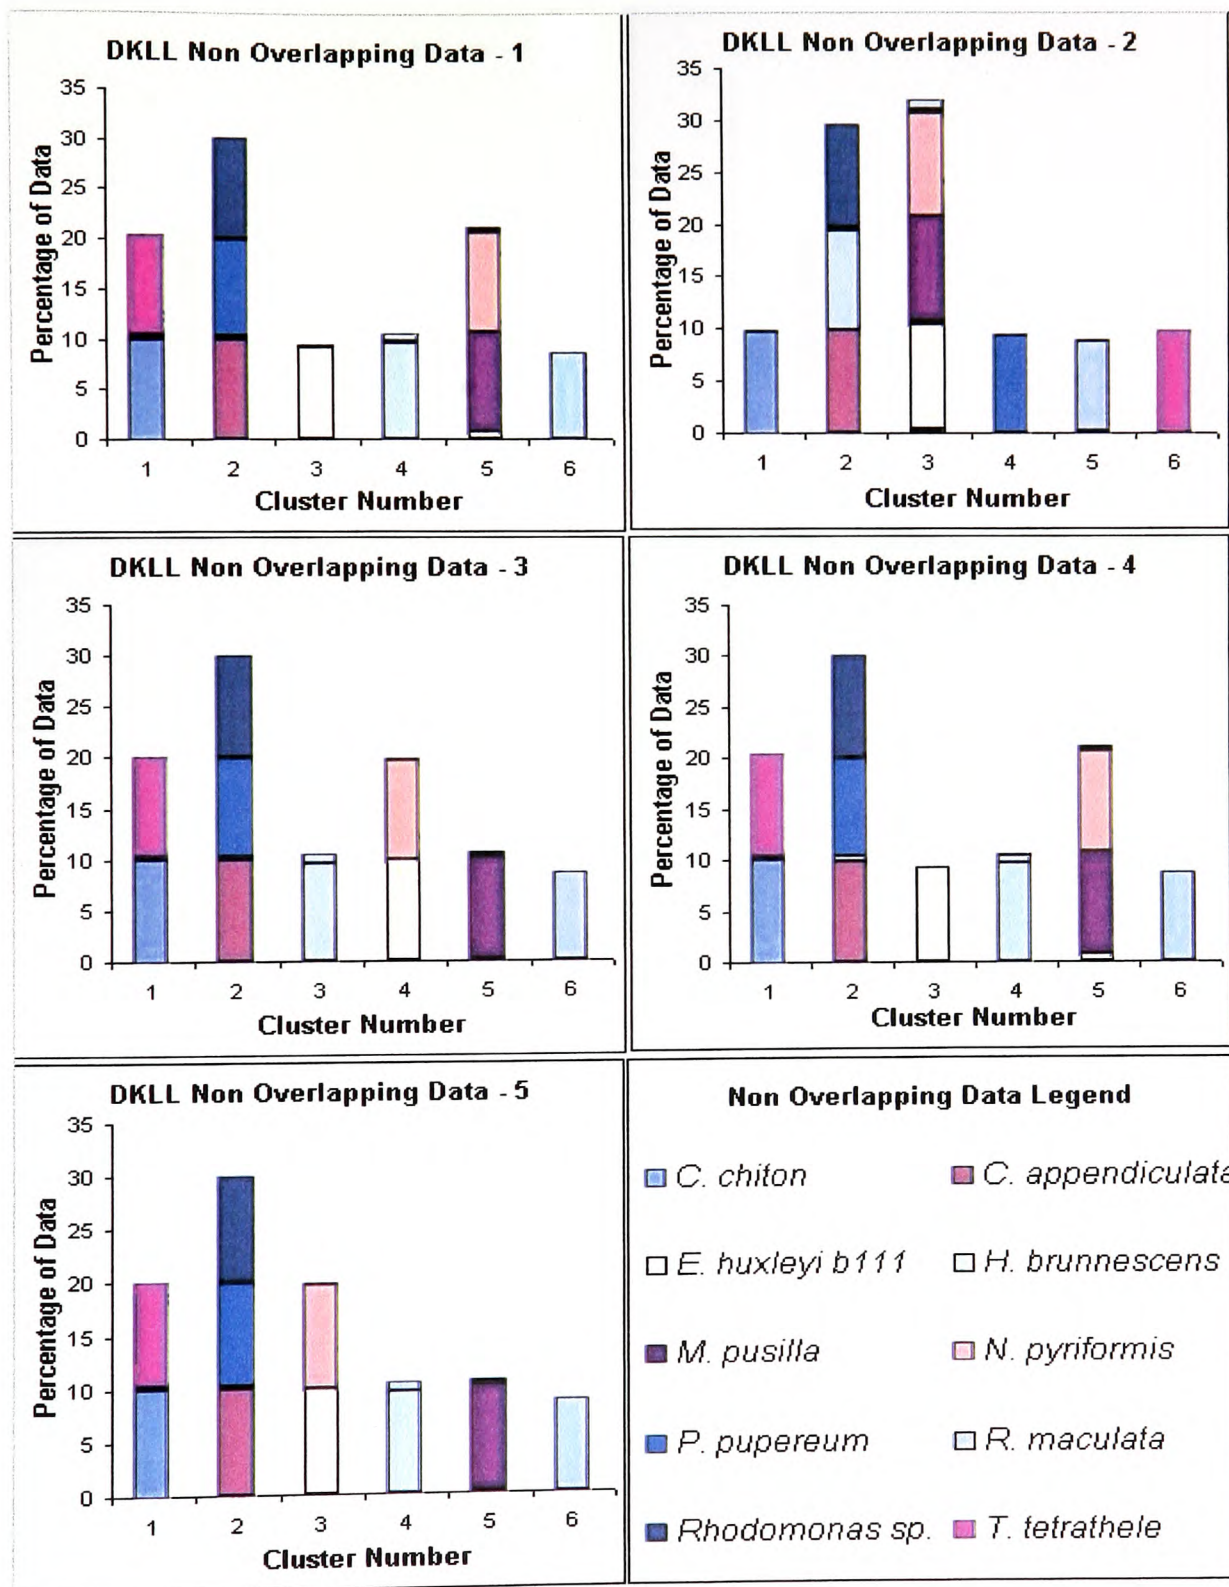 DKLL Non Overlapping Data - 1
35
30
25
20
15
10
5
0
Percentage of Data
1 2 3 4 5 6
Cluster Number
DKLL Non Overlapping Data - 2
35
30
25
20
15
10
5
0
Percentage of Data
1 2 3 4 5 6
Cluster Number
DKLL Non Overlapping Data - 3
35
30
25
20
15
10
5
0
Percentage of Data
1 2 3 4 5 6
Cluster Number
DKLL Non Overlapping Data - 4
35
30
25
20
15
10
5
0
Percentage of Data
1 2 3 4 5 6
Cluster Number
DKLL Non Overlapping Data - 5
35
30
25
20
15
10
5
0
Percentage of Data
1 2 3 4 5 6
Cluster Number
Non Overlapping Data Legend
C. chiton C. appendiculata
E. huxleyi b111 H. brunnescens
M. pusilla N. pyriformis
P. pupereum R. maculata
Rhodomonas sp. T. tetrathele